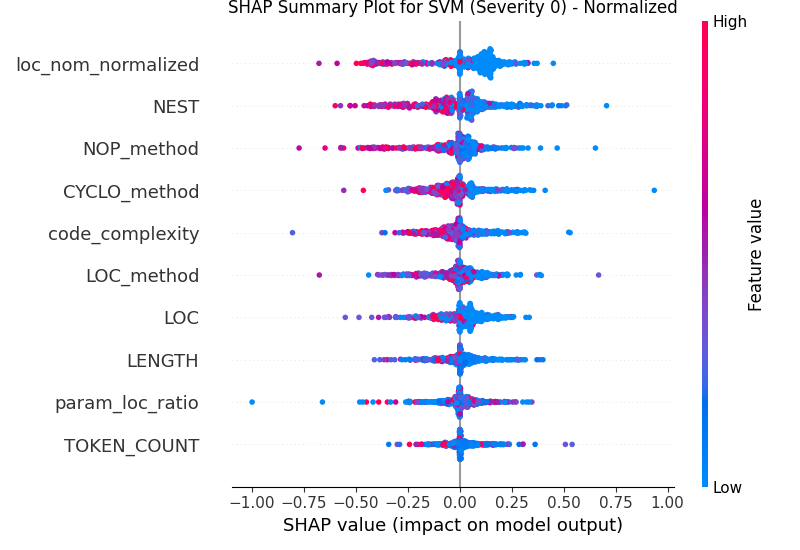 SHAP Summary Plot for SVM (Severity 0) - Normalized
High
loc_nom_normalized
NEST
NOP_method
CYCLO_method
code_complexity
LOC_method
LOC
LENGTH
param_loc_ratio
TOKEN_COUNT
Feature value
Low
−1.00 −0.75 −0.50 −0.25 0.00 0.25 0.50 0.75 1.00
SHAP value (impact on model output)